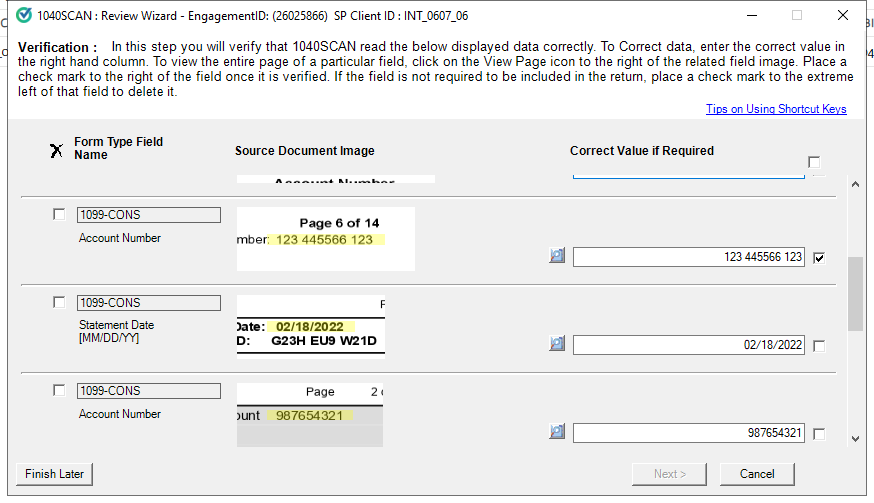 1040SCAN : Review Wizard - EngagementID: (26025866)  SP Client ID : INT_0607_06
Verification :   In this step you will verify that 1040SCAN read the below displayed data correctly. To Correct data, enter the correct value in
the right hand column. To view the entire page of a particular field, click on the View Page icon to the right of the related field image. Place a
check mark to the right of the field once it is verified. If the field is not required to be included in the return, place a check mark to the extreme
left of that field to delete it.
Tips on Using Shortcut Keys
X Form Type Field
Name
Source Document Image
Correct Value if Required
Account Number
1099-CONS
Account Number
Page 6 of 14
mber: 123 445566 123
123 445566 123
1099-CONS
Statement Date
[MM/DD/YY]
Date: 02/18/2022
D: G23H EU9 W21D
02/18/2022
1099-CONS
Account Number
Page 2
ount 987654321
987654321
Finish Later
Next >
Cancel